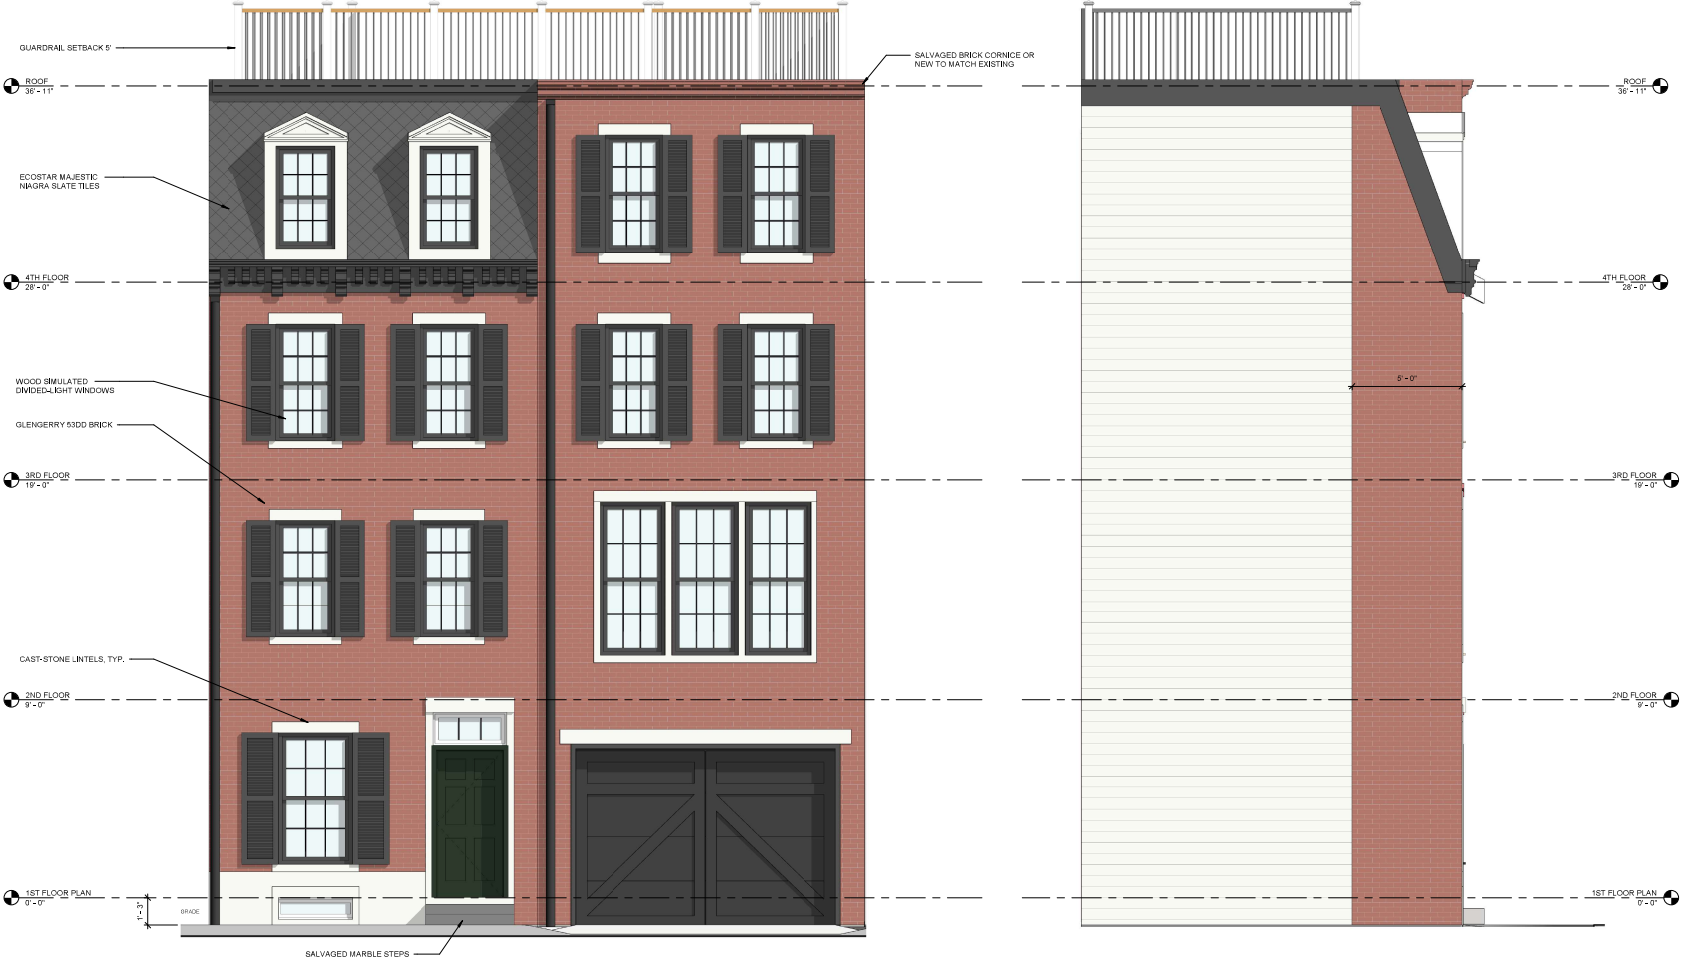 GUARDRAIL SETBACK 5'
ROOF
36' - 11"
ECOSTAR MAJESTIC
NIAGRA SLATE TILES
4TH FLOOR
28' - 0"
WOOD SIMULATED
DIVIDED-LIGHT WINDOWS
GLENGERRY 53DD BRICK
3RD FLOOR
19' - 0"
CAST-STONE LINTELS, TYP.
2ND FLOOR
9' - 0"
1ST FLOOR PLAN
0' - 0"
1' - 3"
GRADE
SALVAGED MARBLE STEPS
SALVAGED BRICK CORNICE OR
NEW TO MATCH EXISTING
ROOF
36' - 11"
4TH FLOOR
28' - 0"
5' - 0"
3RD FLOOR
19' - 0"
2ND FLOOR
9' - 0"
1ST FLOOR PLAN
0' - 0"